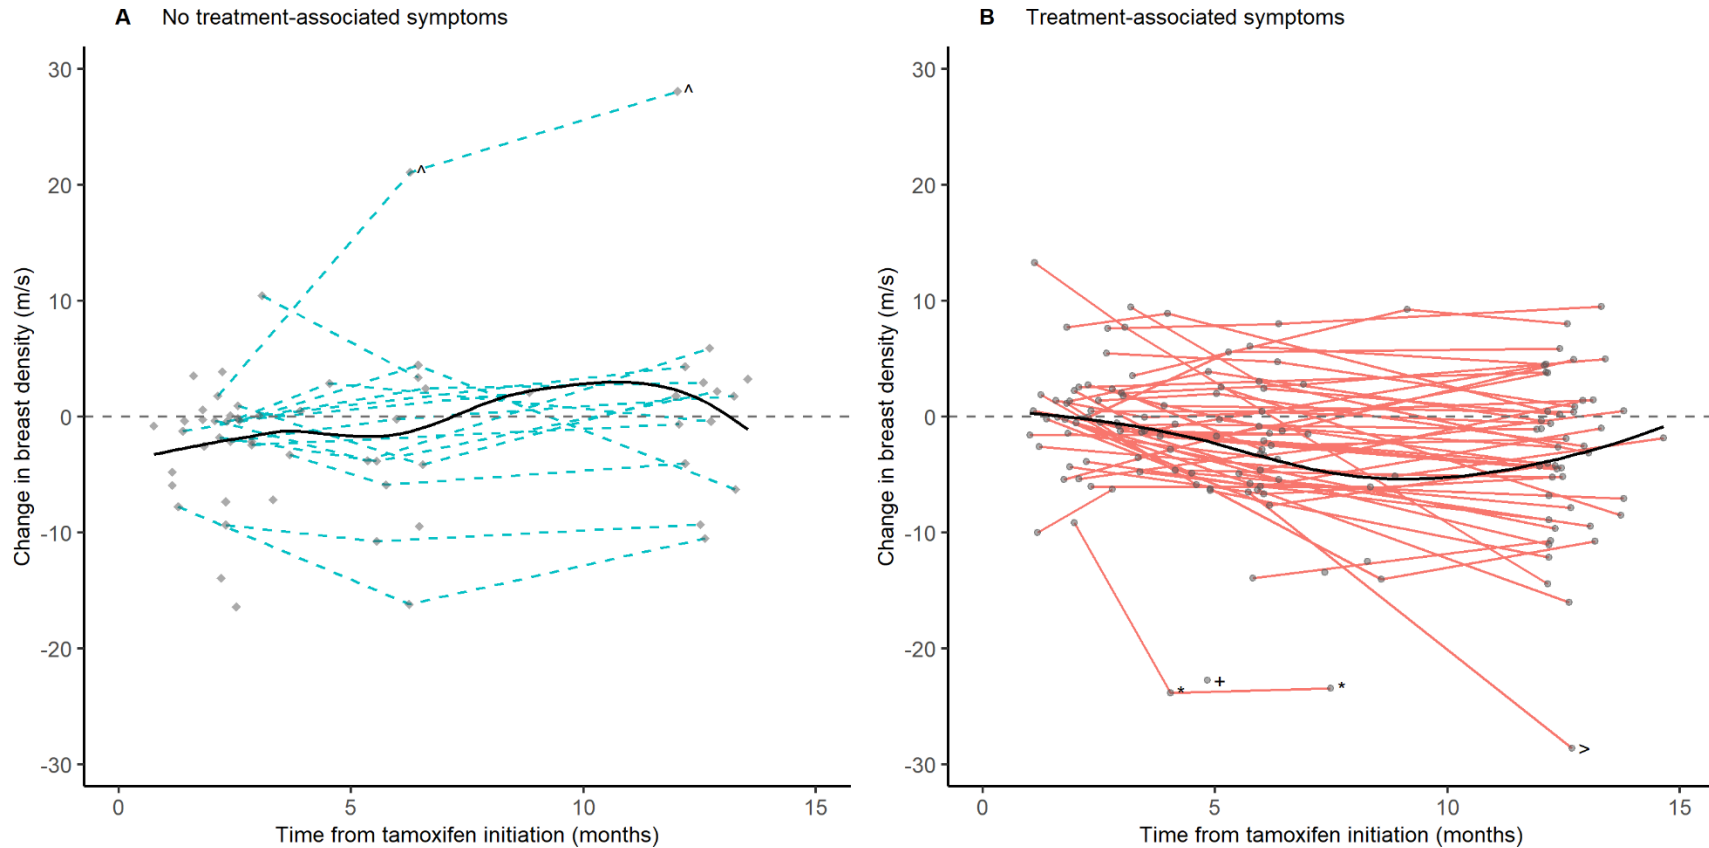 A No treatment-associated symptoms
Change in breast density (m/s)
30
20
10
0
-10
-20
-30
^
^
0 5 10 15
Time from tamoxifen initiation (months)
B Treatment-associated symptoms
Change in breast density (m/s)
30
20
10
0
-10
-20
-30
* + *
>
0 5 10 15
Time from tamoxifen initiation (months)